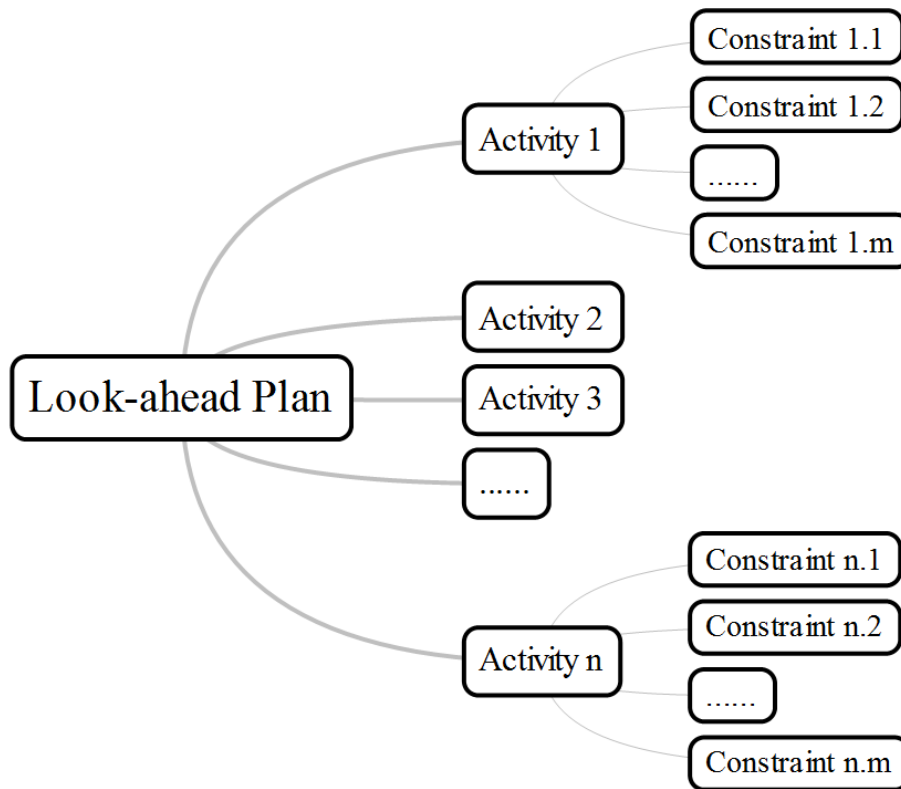 Constraint 1.1
Constraint 1.2
Activity 1
......
Constraint 1.m
Activity 2
Look-ahead Plan
Activity 3
......
Constraint n.1
Constraint n.2
Activity n
......
Constraint n.m